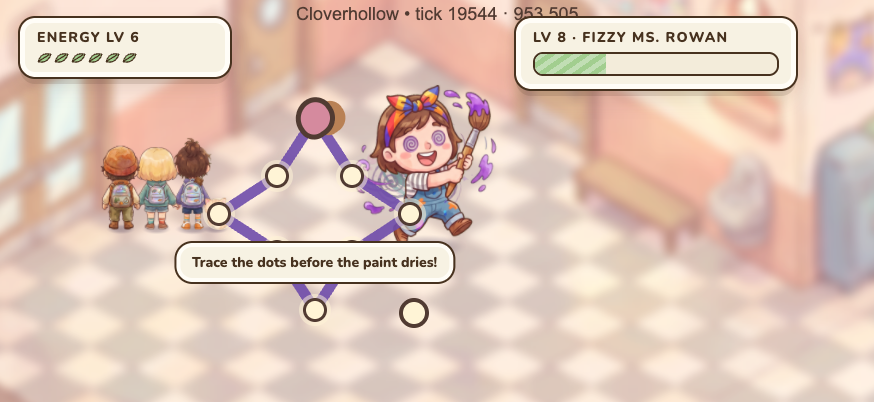 Cloverhollow • tick 19544 · 953,505
ENERGY LV 6
LV 8 · FIZZY MS. ROWAN
Trace the dots before the paint dries!